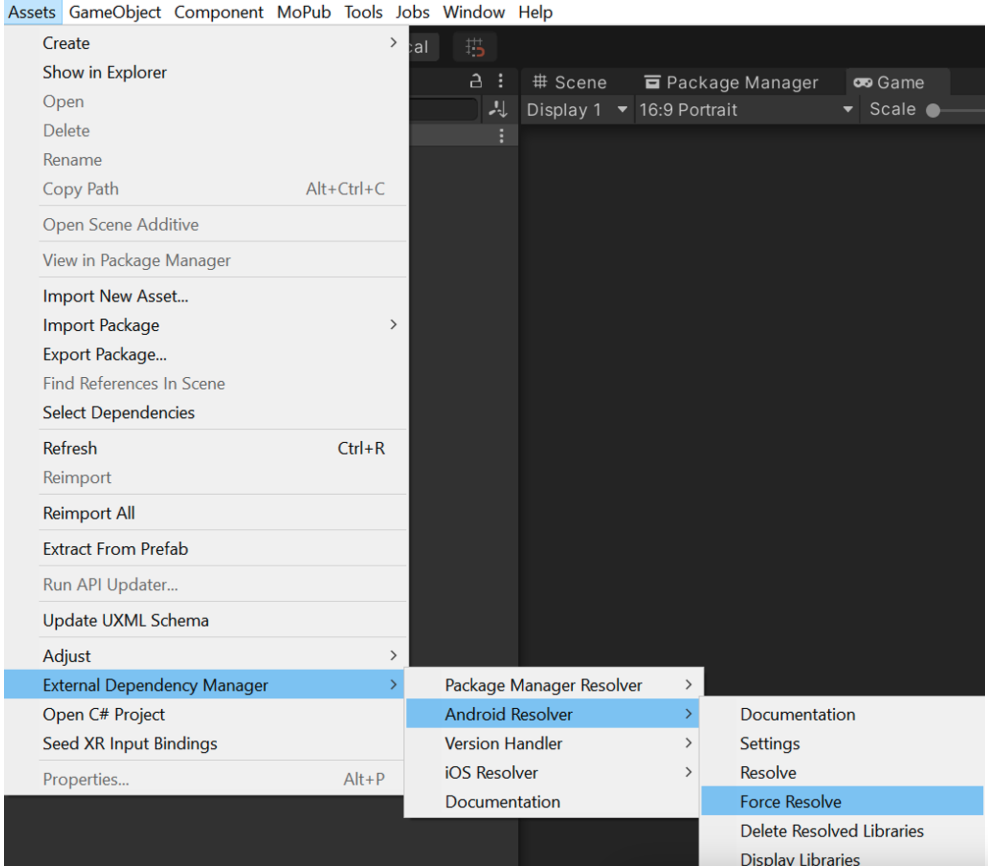 Assets GameObject Component MoPub Tools Jobs Window Help
Create
Show in Explorer
Open
Delete
Rename
Copy Path Alt+Ctrl+C
Open Scene Additive
View in Package Manager
Import New Asset...
Import Package
Export Package...
Find References In Scene
Select Dependencies
Refresh Ctrl+R
Reimport
Reimport All
Extract From Prefab
Run API Updater...
Update UXML Schema
Adjust
External Dependency Manager
Open C# Project
Seed XR Input Bindings
Properties... Alt+P
Scene Package Manager Game
Display 1 16:9 Portrait Scale
Package Manager Resolver
Android Resolver
Version Handler
iOS Resolver
Documentation
Documentation
Settings
Resolve
Force Resolve
Delete Resolved Libraries
Display Libraries